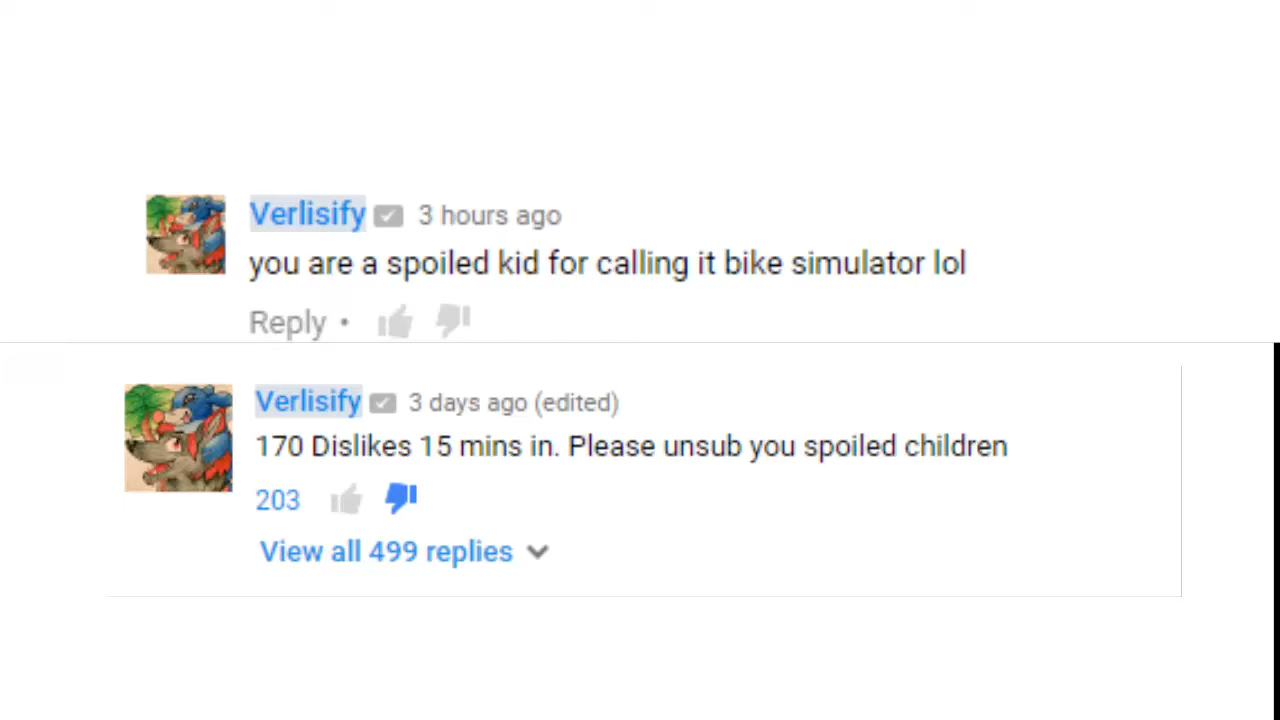 Verlisify 3 hours ago
you are a spoiled kid for calling it bike simulator lol
Reply •
Verlisify 3 days ago (edited)
170 Dislikes 15 mins in. Please unsub you spoiled children
203
View all 499 replies